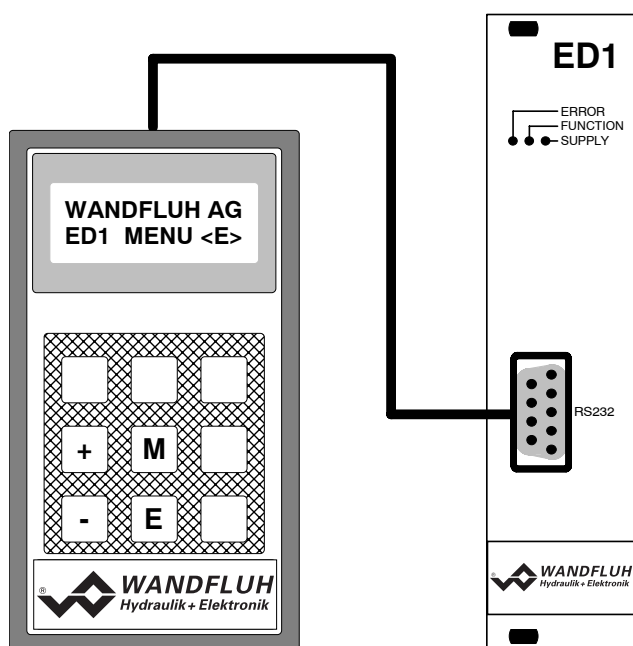 ED1
ERROR
FUNCTION
SUPPLY
WANDFLUH AG
ED1 MENU <E>
RS232
+
M
-
E
® WANDFLUH
Hydraulik + Elektronik
® WANDFLUH
Hydraulik + Elektronik